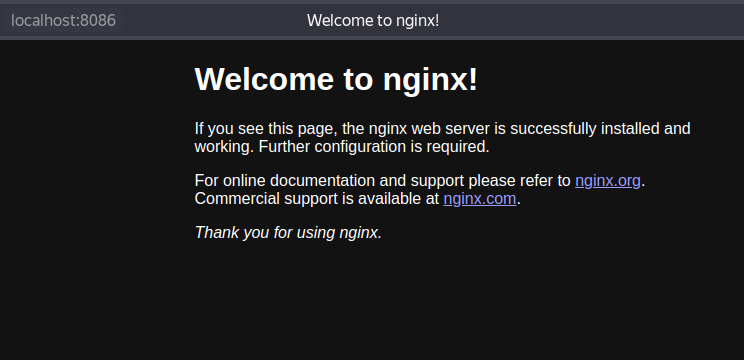 localhost:8086
Welcome to nginx!
Welcome to nginx!
If you see this page, the nginx web server is successfully installed and
working. Further configuration is required.
For online documentation and support please refer to nginx.org.
Commercial support is available at nginx.com.
Thank you for using nginx.